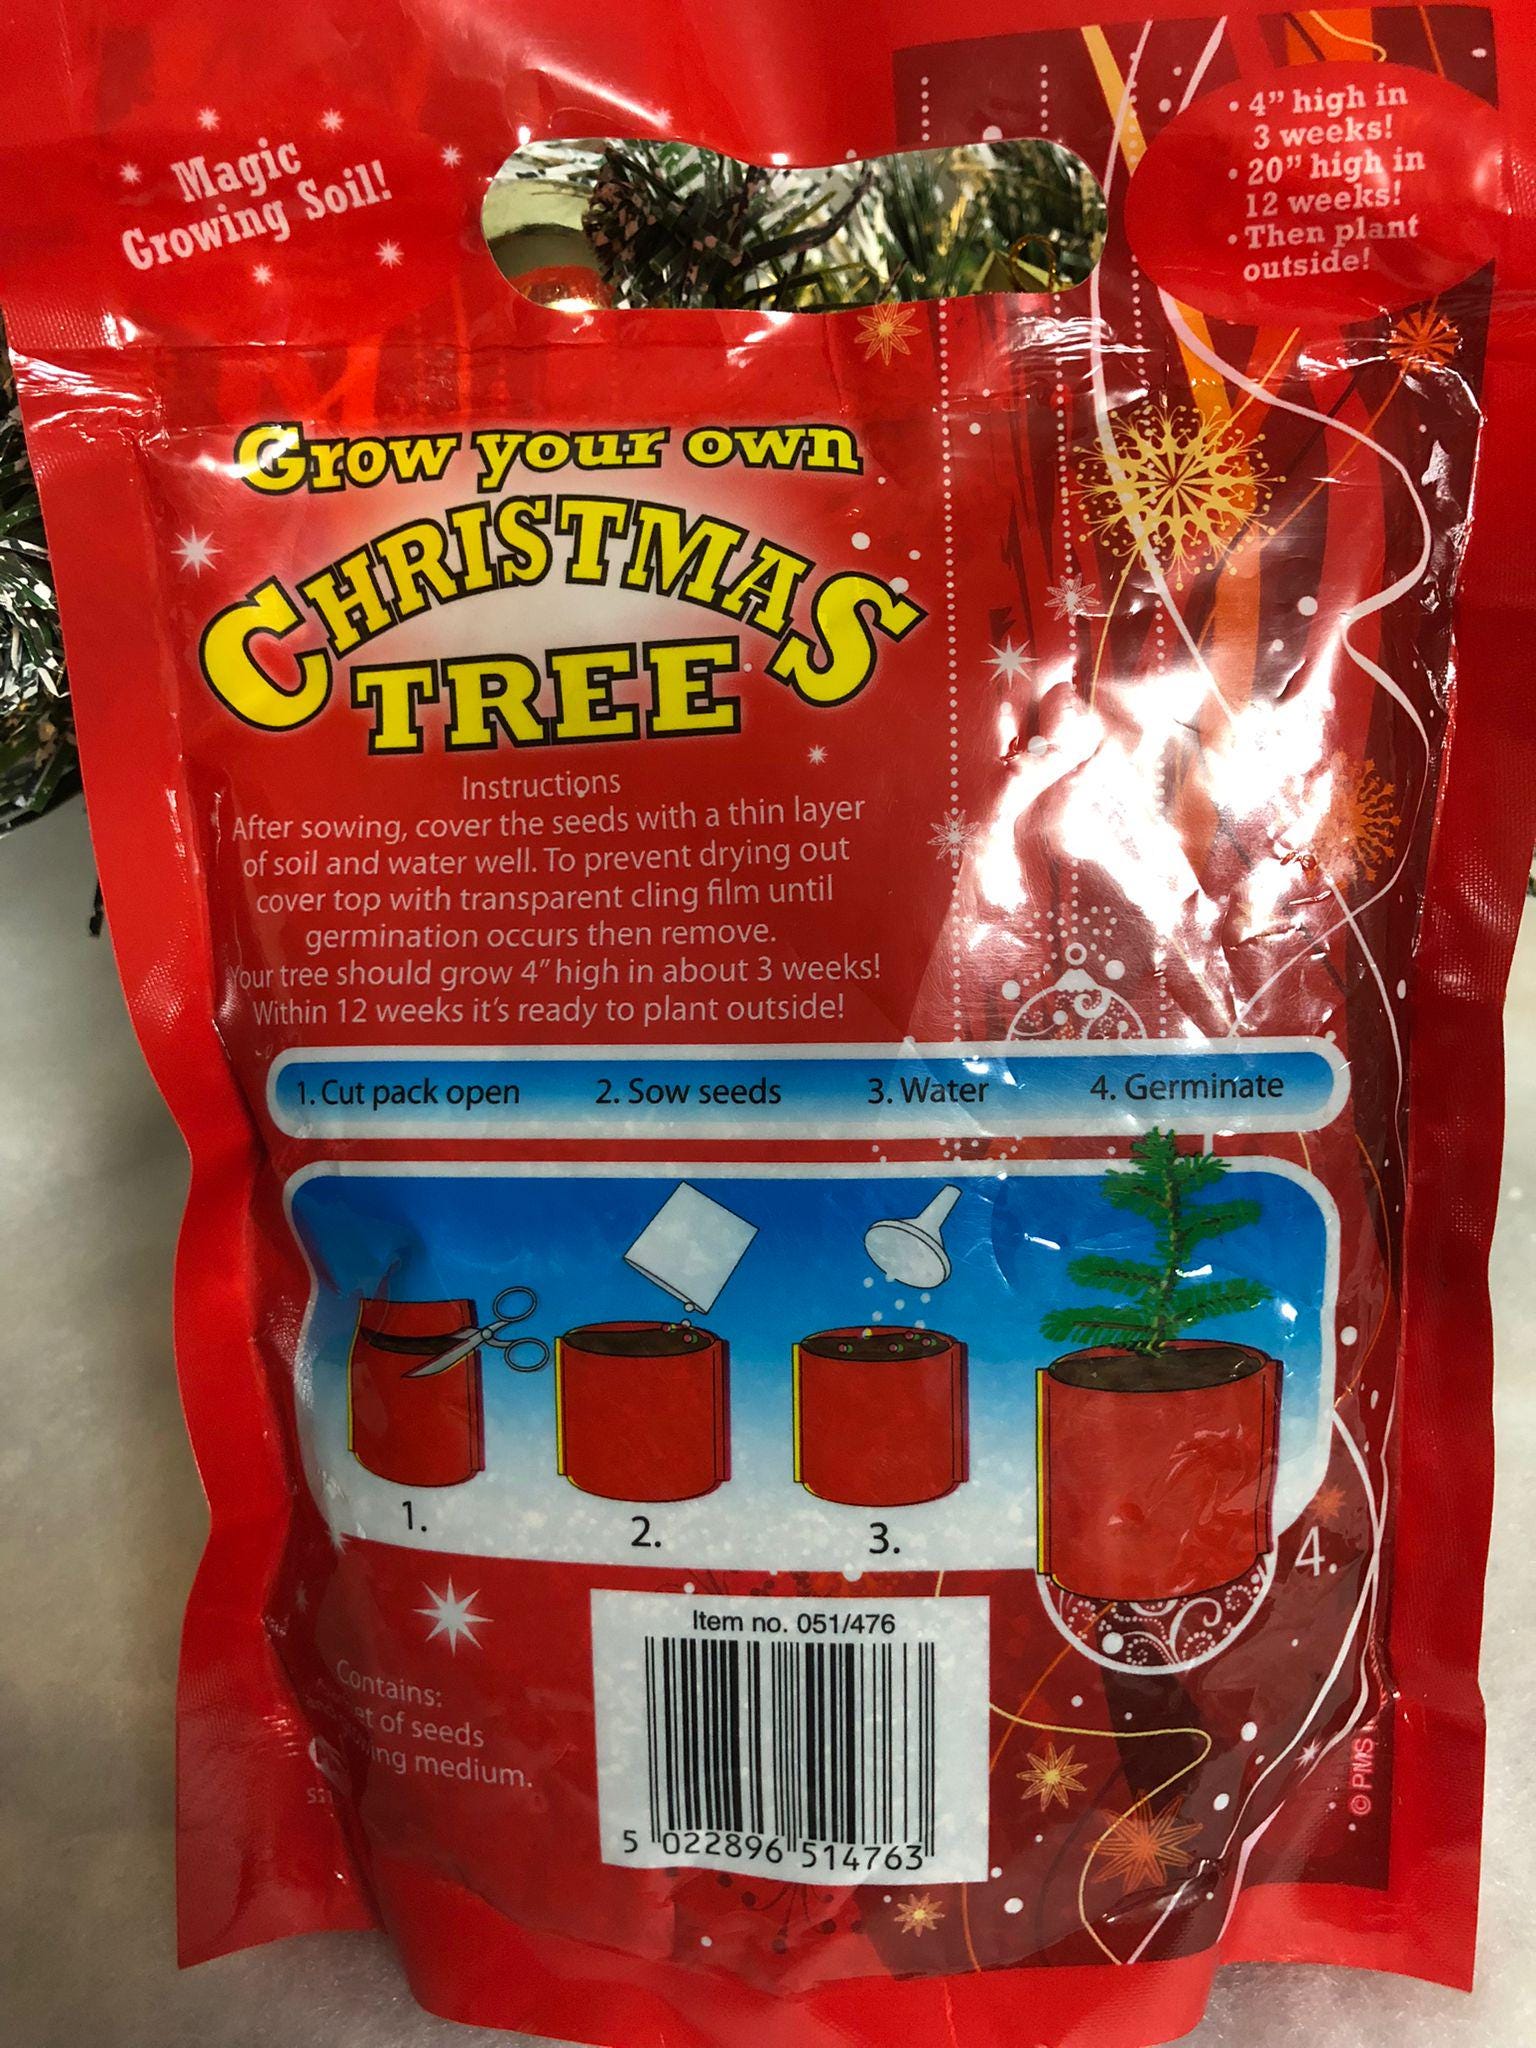 Magic
Growing Soil!
• 4” high in
3 weeks!
• 20” high in
12 weeks!
• Then plant
outside!
Grow your own
CHRISTMAS
TREE
Instructions
After sowing, cover the seeds with a thin layer
of soil and water well. To prevent drying out
cover top with transparent cling film until
germination occurs then remove.
Your tree should grow 4” high in about 3 weeks!
Within 12 weeks it’s ready to plant outside!
1. Cut pack open 2. Sow seeds 3. Water 4. Germinate
1. 2. 3. 4.
Item no. 051/476
5 022896 514763
Contains:
of seeds
medium.
CE
© PMS